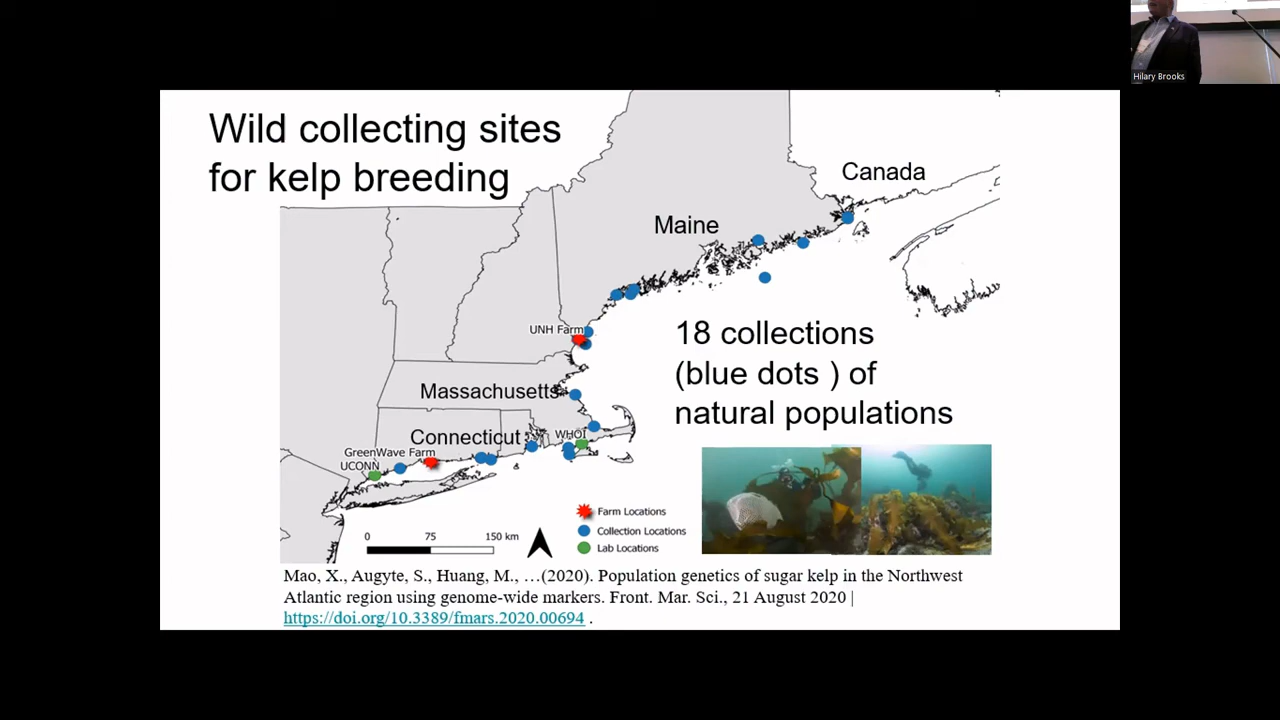 Hilary Brooks
Wild collecting sites
for kelp breeding
Canada
Maine
UNH Farm
18 collections
(blue dots ) of
natural populations
Massachusetts
Connecticut
WHOI
GreenWave Farm
UCONN
Farm Locations
Collection Locations
Lab Locations
0 75 150 km
Mao, X., Augyte, S., Huang, M., …(2020). Population genetics of sugar kelp in the Northwest
Atlantic region using genome-wide markers. Front. Mar. Sci., 21 August 2020 |
https://doi.org/10.3389/fmars.2020.00694 .